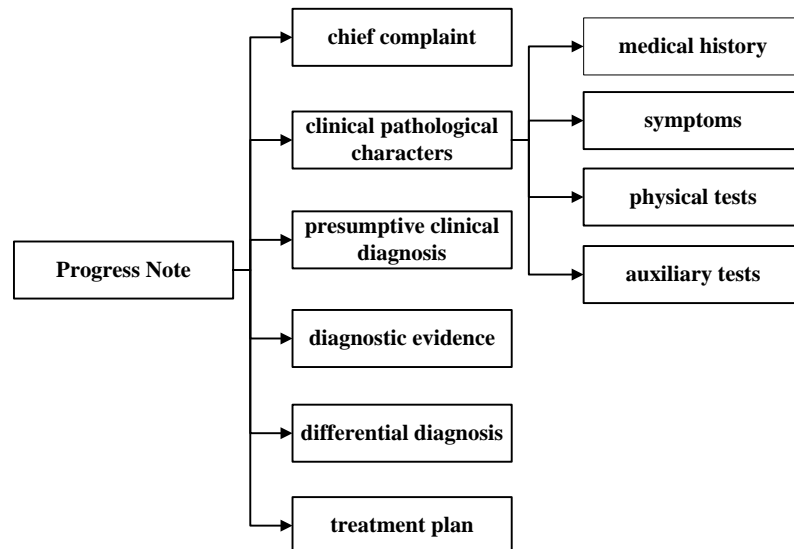 Progress Note
chief complaint
clinical pathological
characters
presumptive clinical
diagnosis
diagnostic evidence
differential diagnosis
treatment plan
medical history
symptoms
physical tests
auxiliary tests